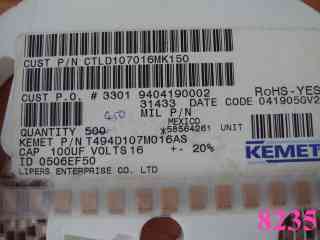 CUST P/N CTLD107016MK150
CUST P.O. # 3301 9404190002 RoHS-YES
31433 DATE CODE 041905GV2
450 MIL P/N
QUANTITY 500 MEXICO
*58564261 UNIT
KEMET P/N T494D107M016AS
CAP 100UF VOLTS16 +- 20% KEMET
ID 0506EF50
LIPERS ENTERPRISE CO. LTD
8235